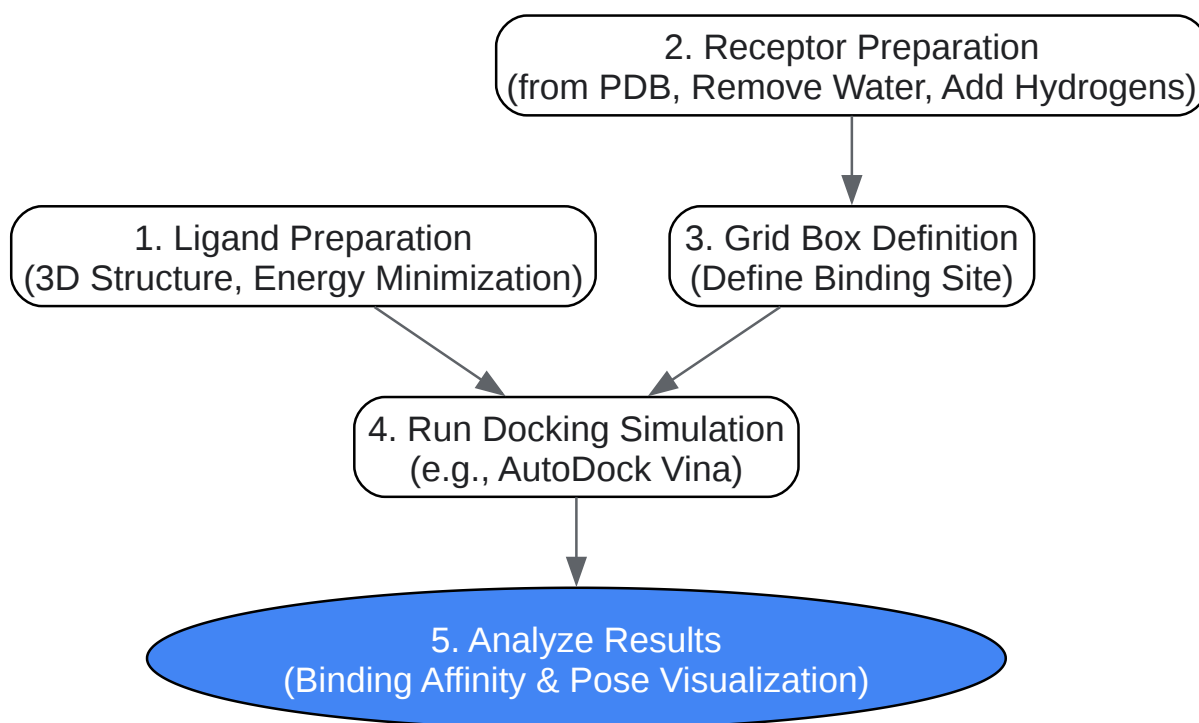 2. Receptor Preparation
(from PDB, Remove Water, Add Hydrogens)
1. Ligand Preparation
(3D Structure, Energy Minimization)
3. Grid Box Definition
(Define Binding Site)
4. Run Docking Simulation
(e.g., AutoDock Vina)
5. Analyze Results
(Binding Affinity & Pose Visualization)